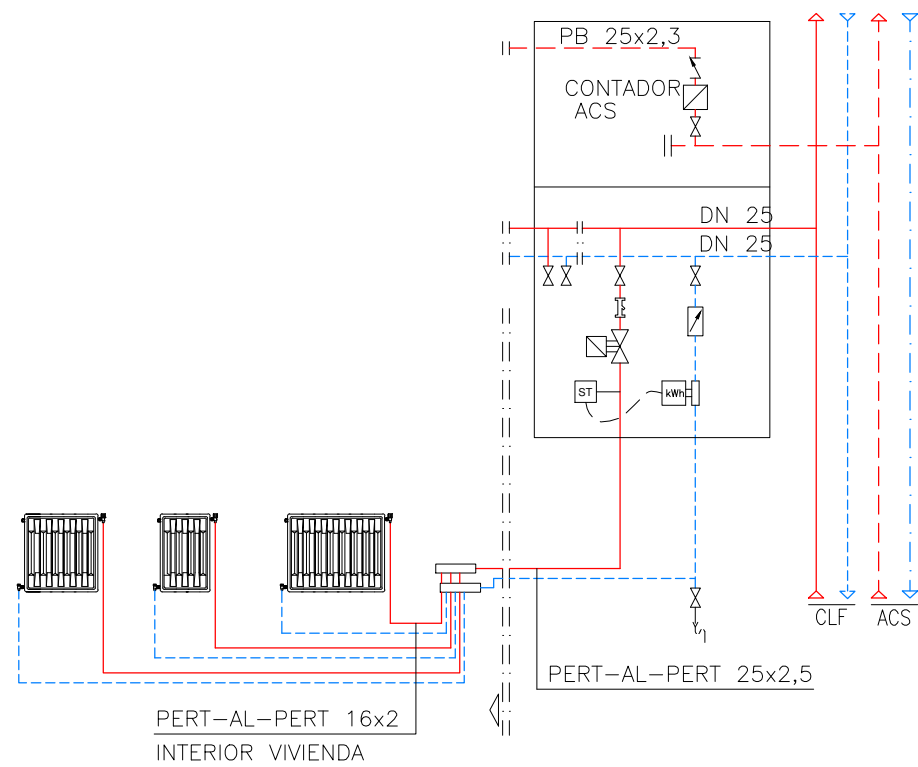 PB 25x2,3
CONTADOR
ACS
DN 25
DN 25
ST
kWh
CLF
ACS
PERT-AL-PERT 25x2,5
PERT-AL-PERT 16x2
INTERIOR VIVIENDA